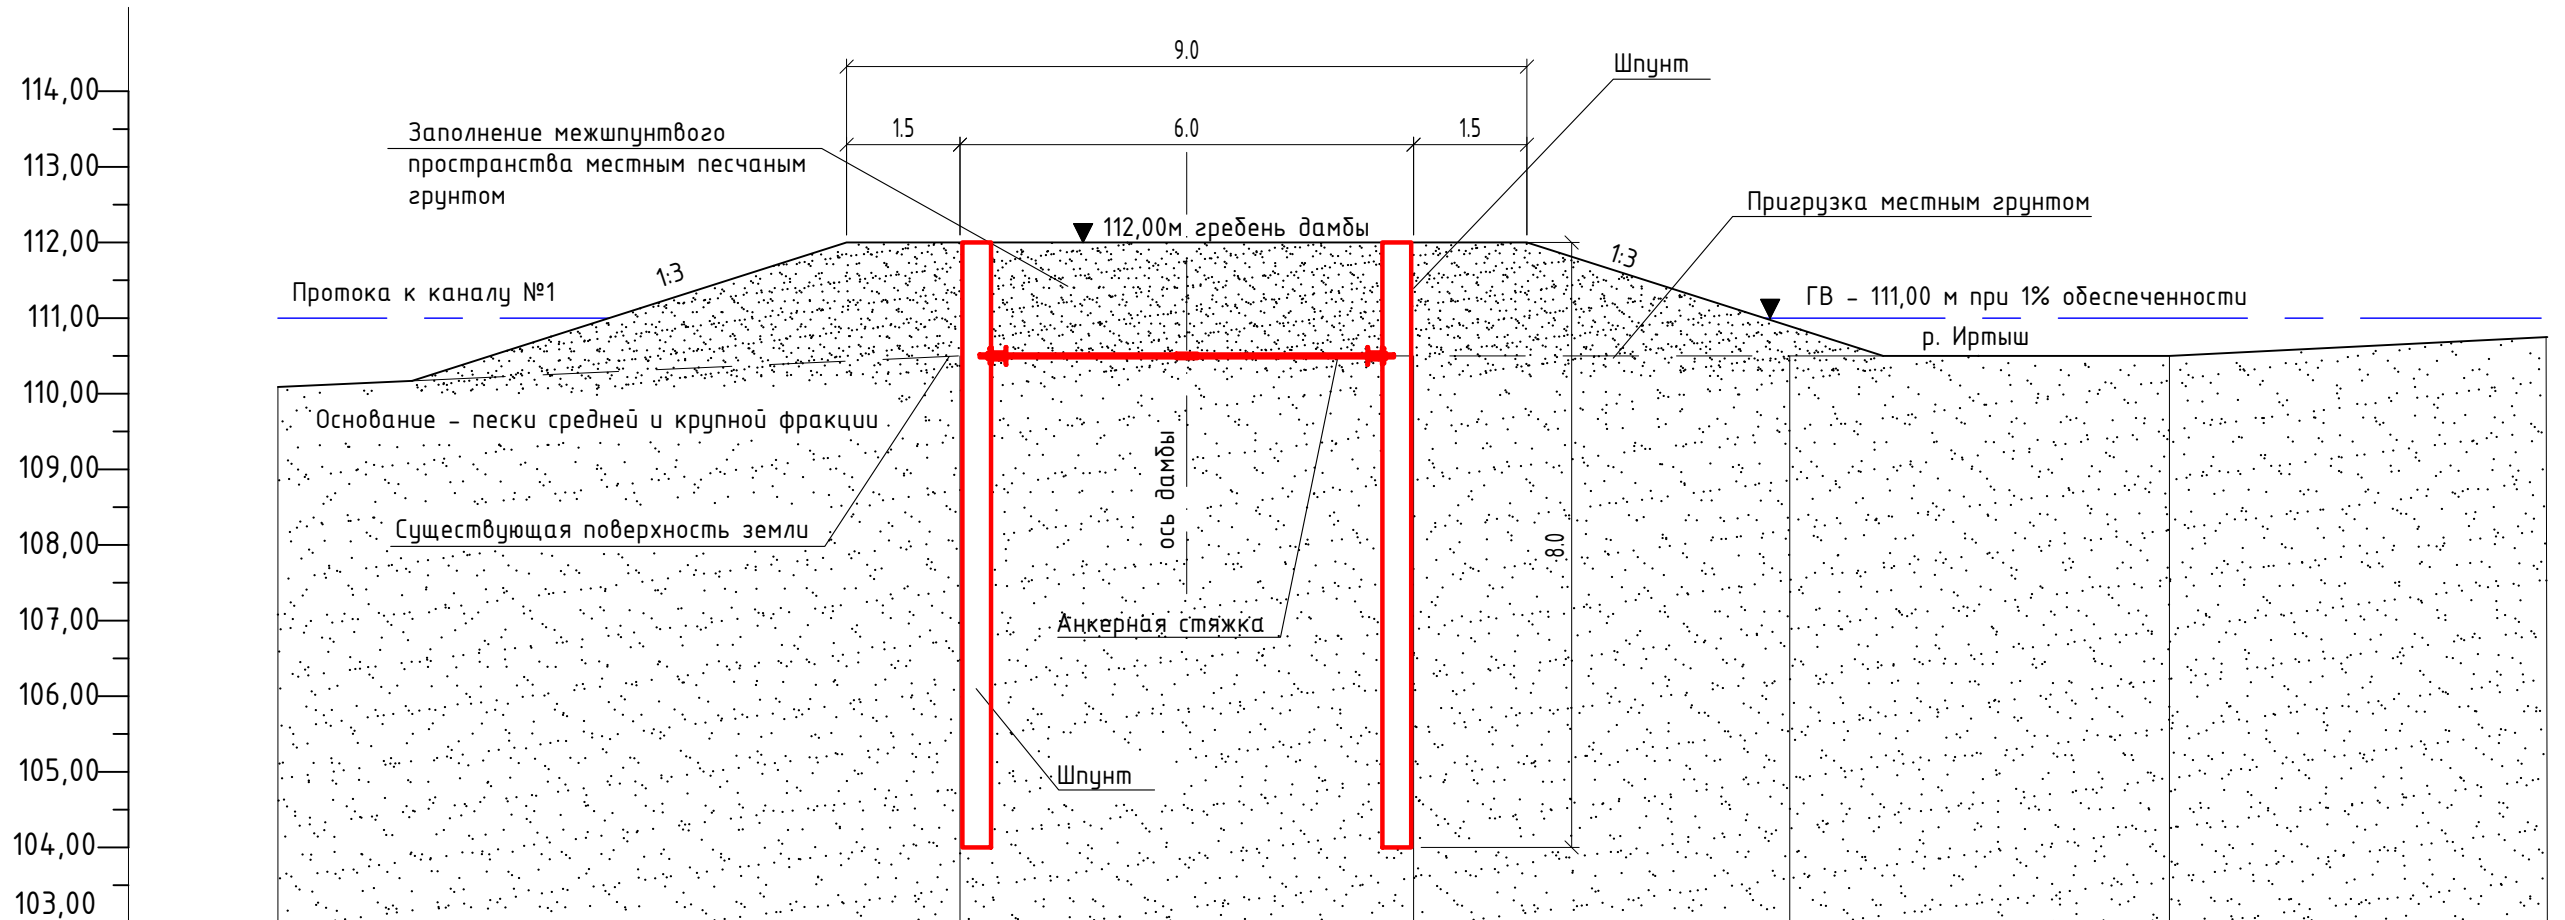 9.0
Шпунт
114,00
Заполнение межшпунтвого
пространства местным песчаным
грунтом
1.5
6.0
1.5
113,00
Пригрузка местным грунтом
112,00
112,00м гребень дамбы
1:3
1:3
Протока к каналу №1
ГВ - 111,00 м при 1% обеспеченности
111,00
р. Иртыш
110,00
Основание - пески средней и крупной фракции
109,00
ось дамбы
Существующая поверхность земли
108,00
8.0
107,00
Анкерная стяжка
106,00
105,00
Шпунт
104,00
103,00